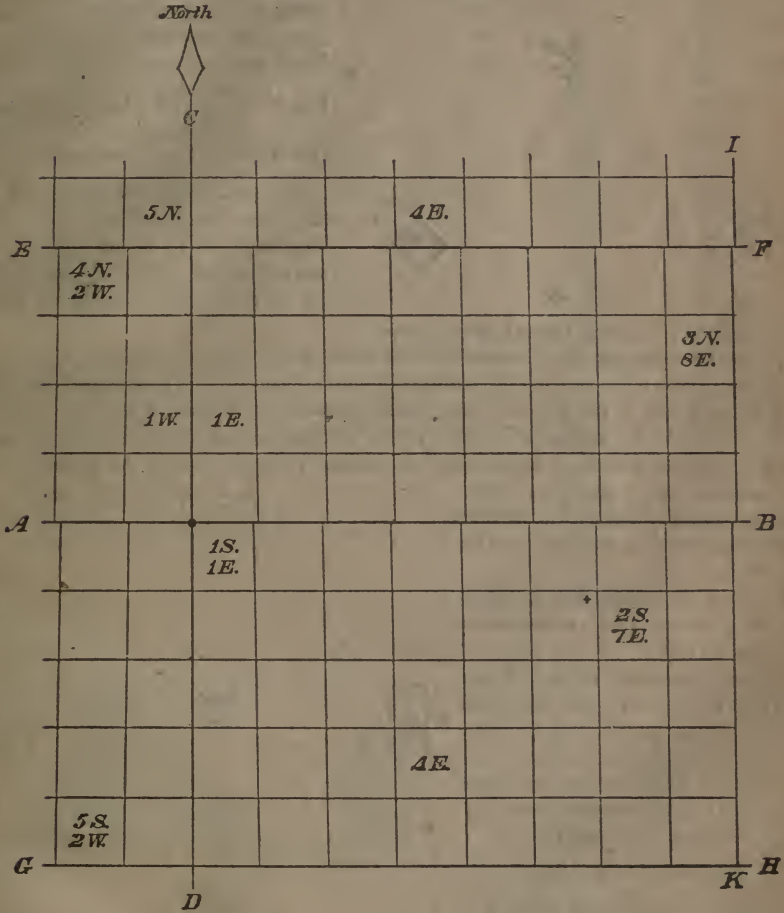 North
C
I
5N. 4E.
E F
4N.
2W.
3N.
8E.
1W. 1E.
A B
1S.
1E.
2S.
7E.
4E.
5S.
2W.
G H
K
D